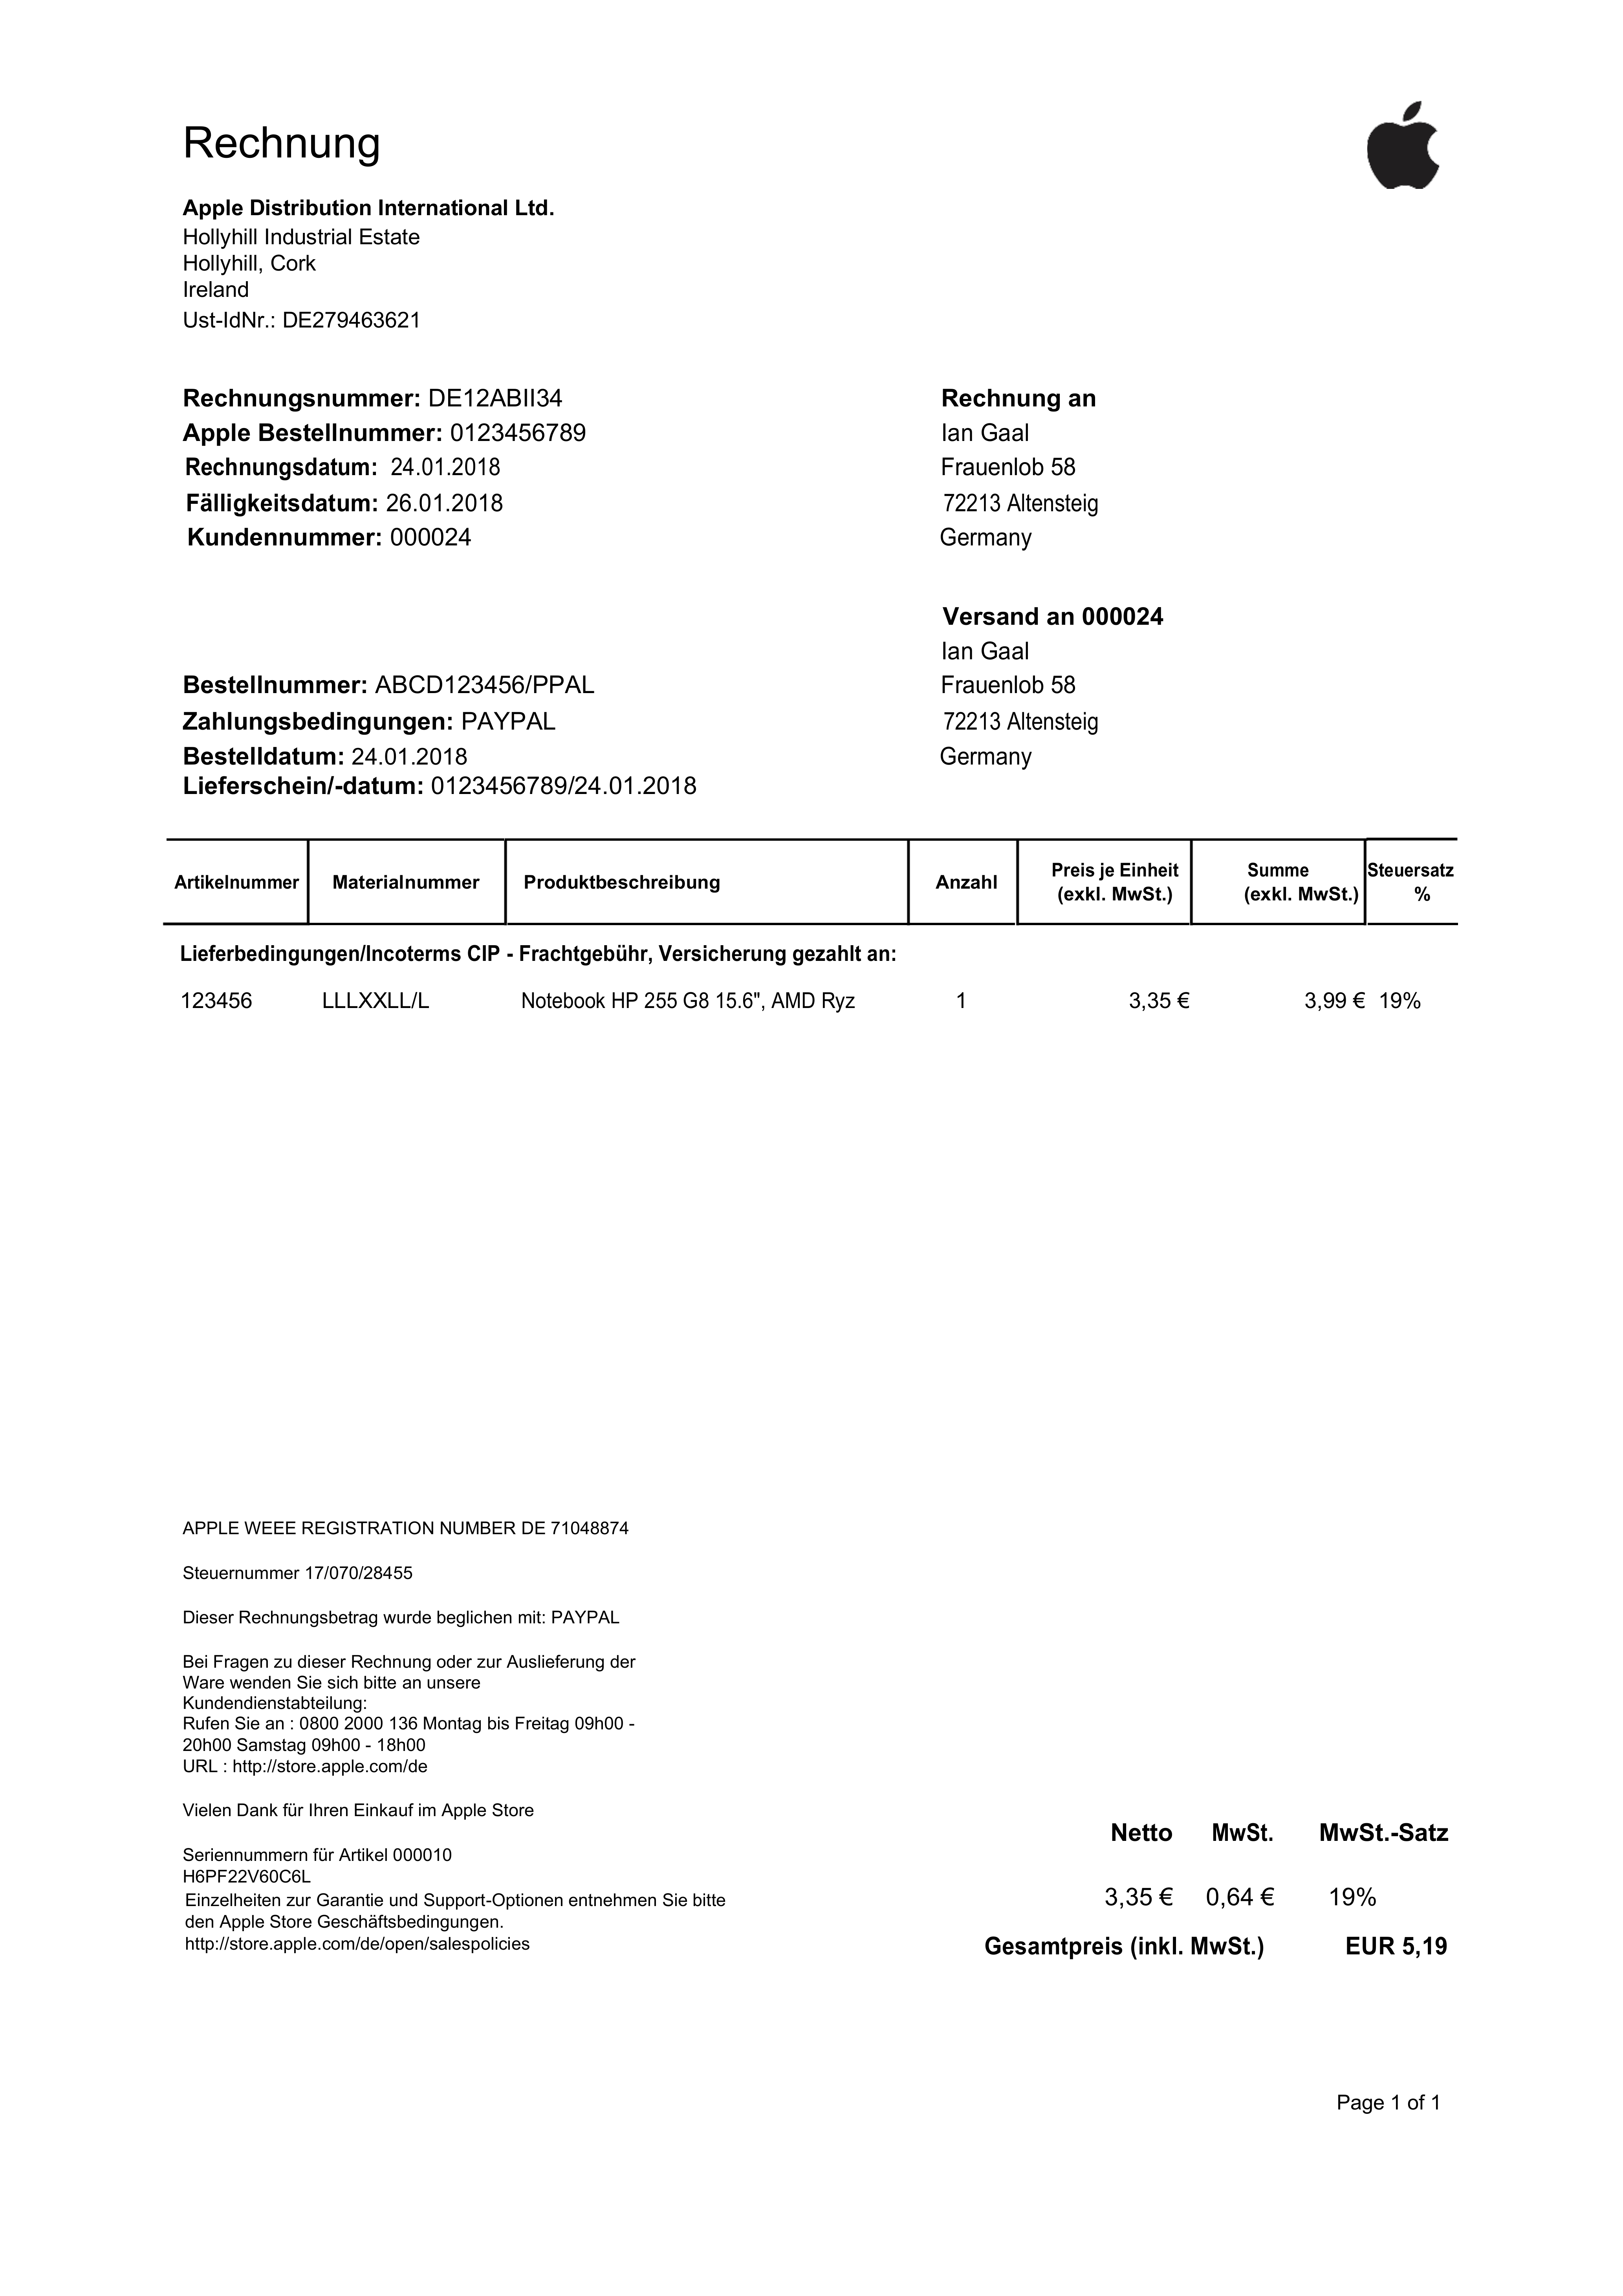 Rechnung
Apple Distribution International Ltd.
Hollyhill Industrial Estate
Hollyhill, Cork
Ireland
Ust-IdNr.: DE279463621
Rechnungsnummer: DE12ABII34
Apple Bestellnummer: 0123456789
Rechnungsdatum: 24.01.2018
Fälligkeitsdatum: 26.01.2018
Kundennummer: 000024
Rechnung an
Ian Gaal
Frauenlob 58
72213 Altensteig
Germany
Versand an 000024
Ian Gaal
Frauenlob 58
72213 Altensteig
Germany
Bestellnummer: ABCD123456/PPAL
Zahlungsbedingungen: PAYPAL
Bestelldatum: 24.01.2018
Lieferschein/-datum: 0123456789/24.01.2018
Artikelnummer Materialnummer Produktbeschreibung Anzahl Preis je Einheit (exkl. MwSt.) Summe (exkl. MwSt.) Steuersatz %
Lieferbedingungen/Incoterms CIP - Frachtgebühr, Versicherung gezahlt an:
123456 LLLXXLL/L Notebook HP 255 G8 15.6", AMD Ryz 1 3,35 € 3,99 € 19%
APPLE WEEE REGISTRATION NUMBER DE 71048874
Steuernummer 17/070/28455
Dieser Rechnungsbetrag wurde beglichen mit: PAYPAL
Bei Fragen zu dieser Rechnung oder zur Auslieferung der
Ware wenden Sie sich bitte an unsere
Kundendienstabteilung:
Rufen Sie an : 0800 2000 136 Montag bis Freitag 09h00 -
20h00 Samstag 09h00 - 18h00
URL : http://store.apple.com/de
Vielen Dank für Ihren Einkauf im Apple Store
Seriennummern für Artikel 000010
H6PF22V60C6L
Einzelheiten zur Garantie und Support-Optionen entnehmen Sie bitte
den Apple Store Geschäftsbedingungen.
http://store.apple.com/de/open/salespolicies
Netto MwSt. MwSt.-Satz
3,35 € 0,64 € 19%
Gesamtpreis (inkl. MwSt.) EUR 5,19
Page 1 of 1